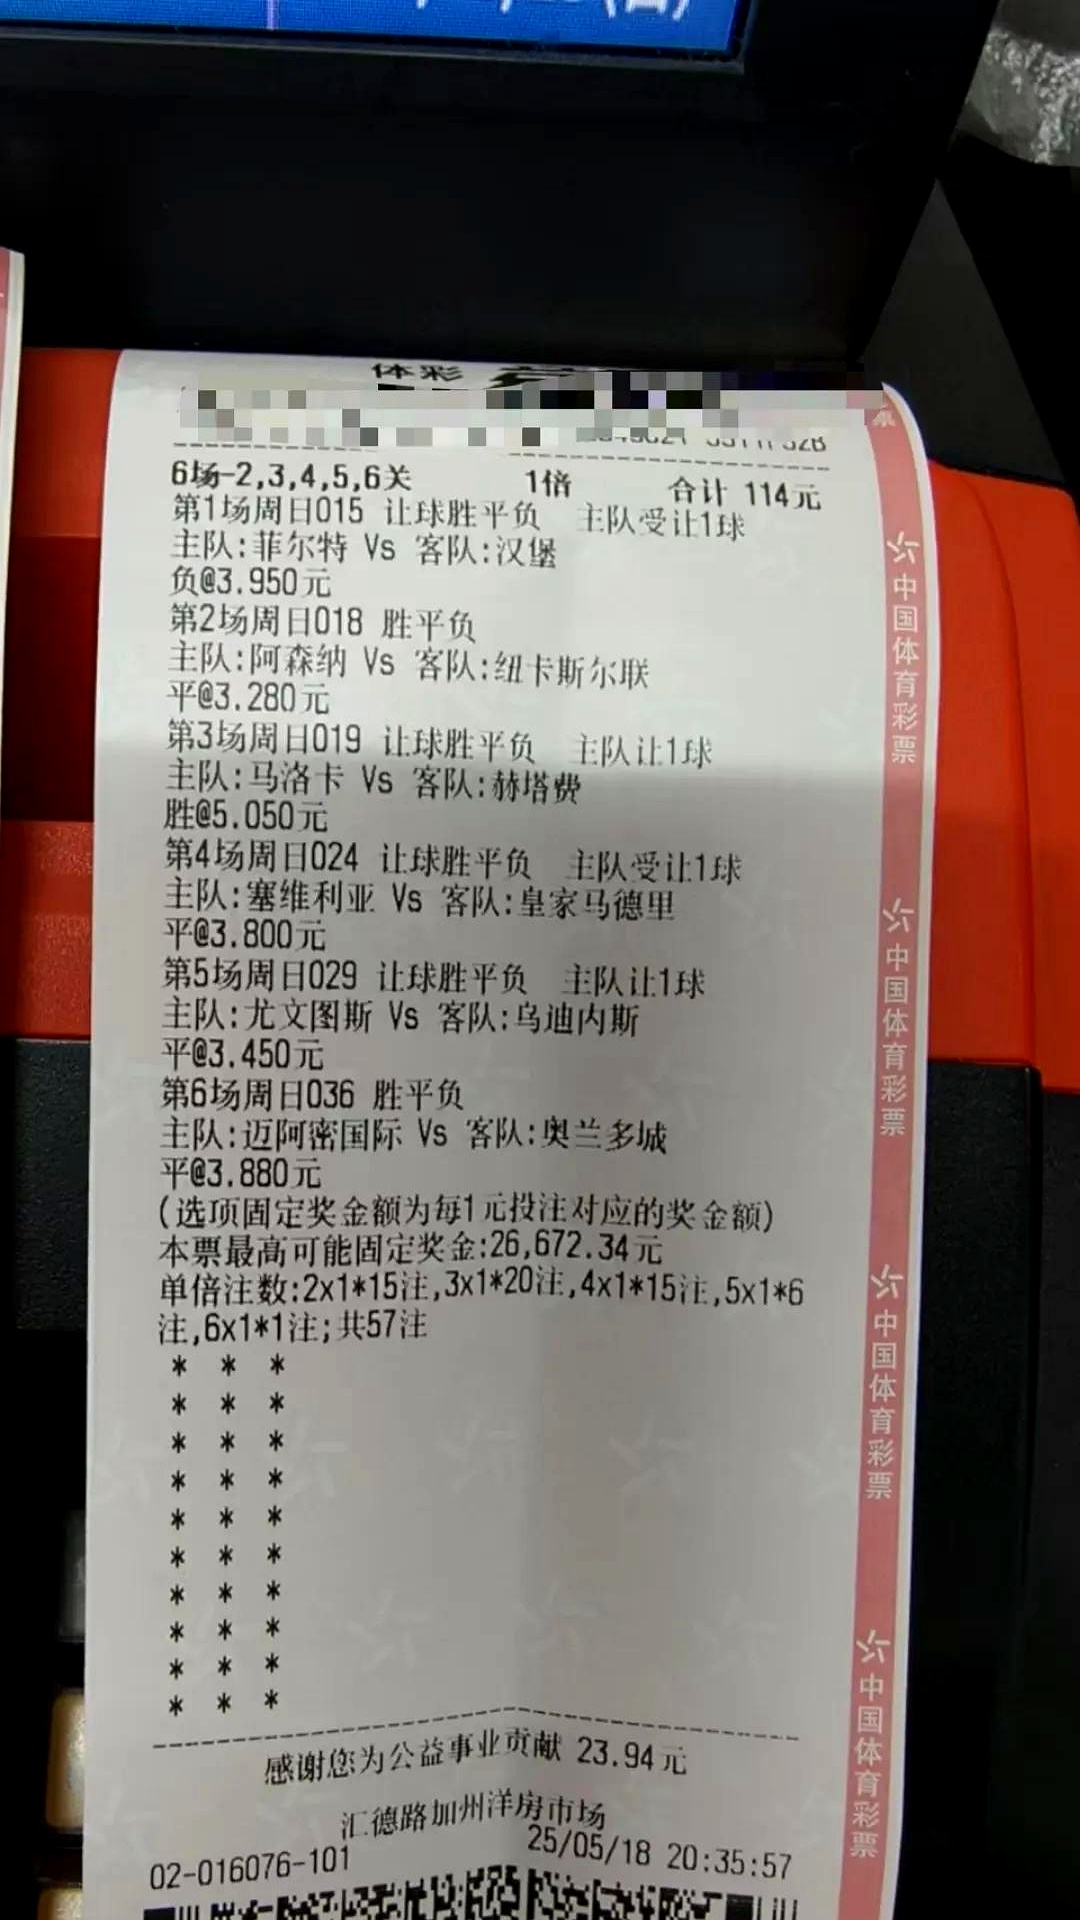 体彩
6场-2,3,4,5,6关 1倍 合计 114元
第1场周日015 让球胜平负 主队受让1球
主队:菲尔特 Vs 客队:汉堡
负@3.950元
第2场周日018 胜平负
主队:阿森纳 Vs 客队:纽卡斯尔联
平@3.280元
第3场周日019 让球胜平负 主队让1球
主队:马洛卡 Vs 客队:赫塔费
胜@5.050元
第4场周日024 让球胜平负 主队受让1球
主队:塞维利亚 Vs 客队:皇家马德里
平@3.800元
第5场周日029 让球胜平负 主队让1球
主队:尤文图斯 Vs 客队:乌迪内斯
平@3.450元
第6场周日036 胜平负
主队:迈阿密国际 Vs 客队:奥兰多城
平@3.880元
(选项固定奖金额为每1元投注对应的奖金额)
本票最高可能固定奖金:26,672.34元
单倍注数:2x1*15注,3x1*20注,4x1*15注,5x1*6
注,6x1*1注;共57注
* * *
* * *
* * *
* * *
* * *
* * *
* * *
* * *
* * *
* * *
感谢您为公益事业贡献 23.94元
汇德路加州洋房市场
02-016076-101 25/05/18 20:35:57
票
中国体育彩票
中国体育彩票
中国体育彩票
中国体育彩票